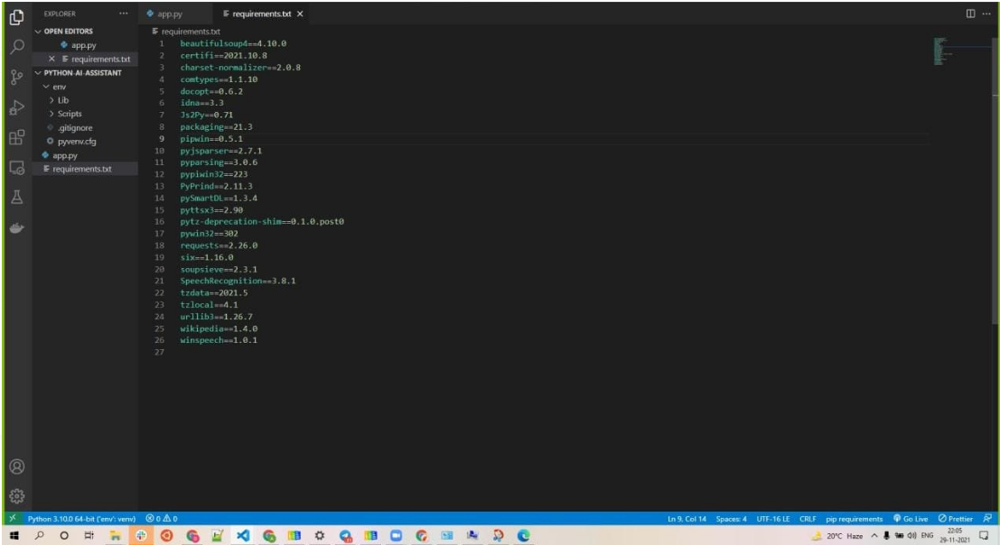 EXPLORER
OPEN EDITORS
app.py
requirements.txt
PYTHON-AI-ASSISTANT
env
Lib
Scripts
.gitignore
pyvenv.cfg
app.py
requirements.txt
app.py
requirements.txt
requirements.txt
1 beautifulsoup4==4.10.0
2 certifi==2021.10.8
3 charset-normalizer==2.0.8
4 comtypes==1.1.10
5 docopt==0.6.2
6 idna==3.3
7 Js2Py==0.71
8 packaging==21.3
9 pipwin==0.5.1
10 pyjsparser==2.7.1
11 pyparsing==3.0.6
12 pypiwin32==223
13 PyPrind==2.11.3
14 pySmartDL==1.3.4
15 pyttsx3==2.90
16 pytz-deprecation-shim==0.1.0.post0
17 pywin32==302
18 requests==2.26.0
19 six==1.16.0
20 soupsieve==2.3.1
21 SpeechRecognition==3.8.1
22 tzdata==2021.5
23 tzlocal==4.1
24 urllib3==1.26.7
25 wikipedia==1.4.0
26 winspeech==1.0.1
27
Python 3.10.0 64-bit ('env': venv) 0 0 Ln 9, Col 14 Spaces: 4 UTF-16 LE CRLF pip requirements Go Live Prettier
20°C Haze ENG 22:05
29-11-2021